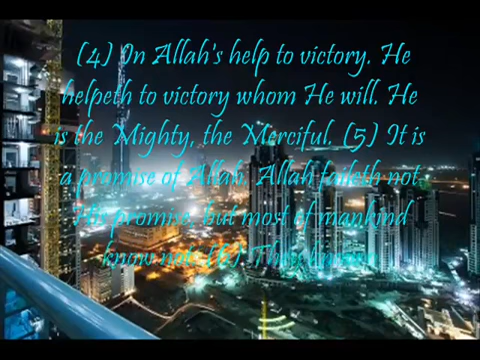 (4) In Allah's help to victory. He
helpeth to victory whom He will. He
is the Mighty, the Merciful. (5) It is
a promise of Allah. Allah faileth not
His promise, but most of mankind
know not. (6) They